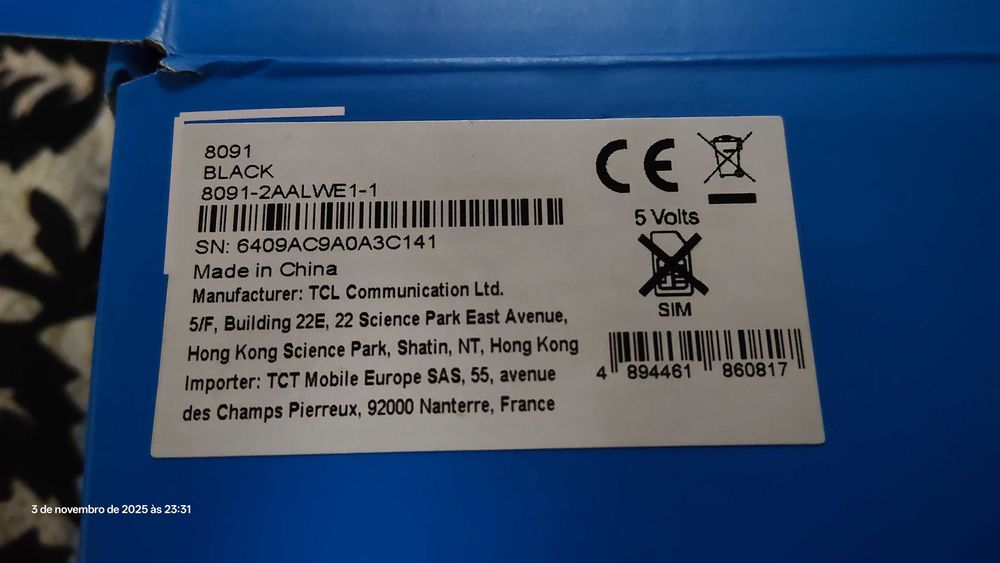 8091
BLACK
8091-2AALWE1-1
SN: 6409AC9A0A3C141
Made in China
Manufacturer: TCL Communication Ltd.
5/F, Building 22E, 22 Science Park East Avenue,
Hong Kong Science Park, Shatin, NT, Hong Kong
Importer: TCT Mobile Europe SAS, 55, avenue
des Champs Pierreux, 92000 Nanterre, France
CE
5 Volts
SIM
4 894461 860817
3 de novembro de 2025 às 23:31